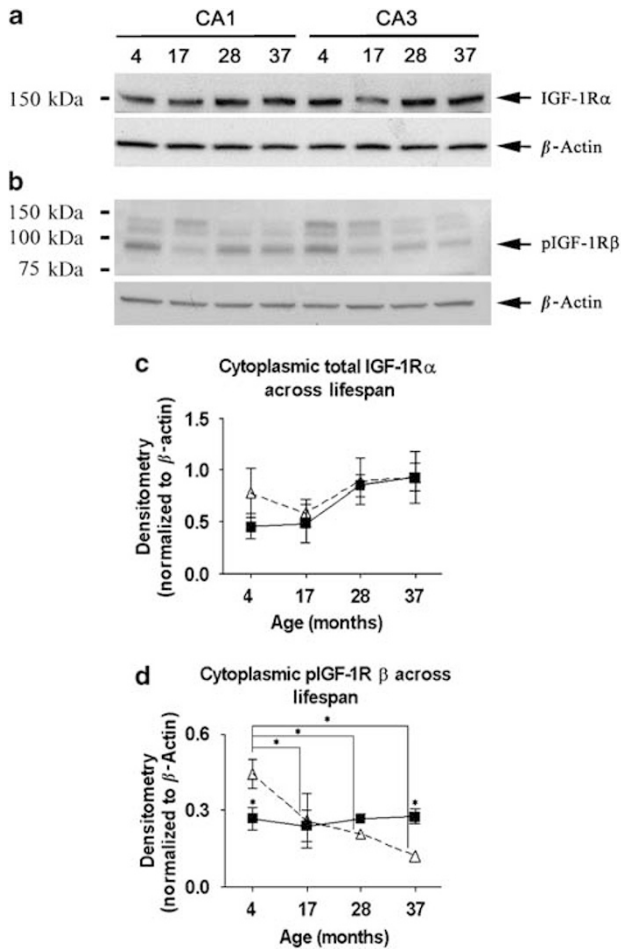 a
CA1 CA3
4 17 28 37 4 17 28 37
150 kDa IGF-1Rα
β-Actin
b
150 kDa
100 kDa pIGF-1Rβ
75 kDa
β-Actin
c Cytoplasmic total IGF-1Rα
across lifespan
Densitometry
(normalized to β-actin)
1.5
1.0
0.5
0.0
4 17 28 37
Age (months)
d Cytoplasmic pIGF-1R β across
lifespan
Densitometry
(normalized to β-Actin)
0.6
0.3
0.0
* * *
* *
4 17 28 37
Age (months)